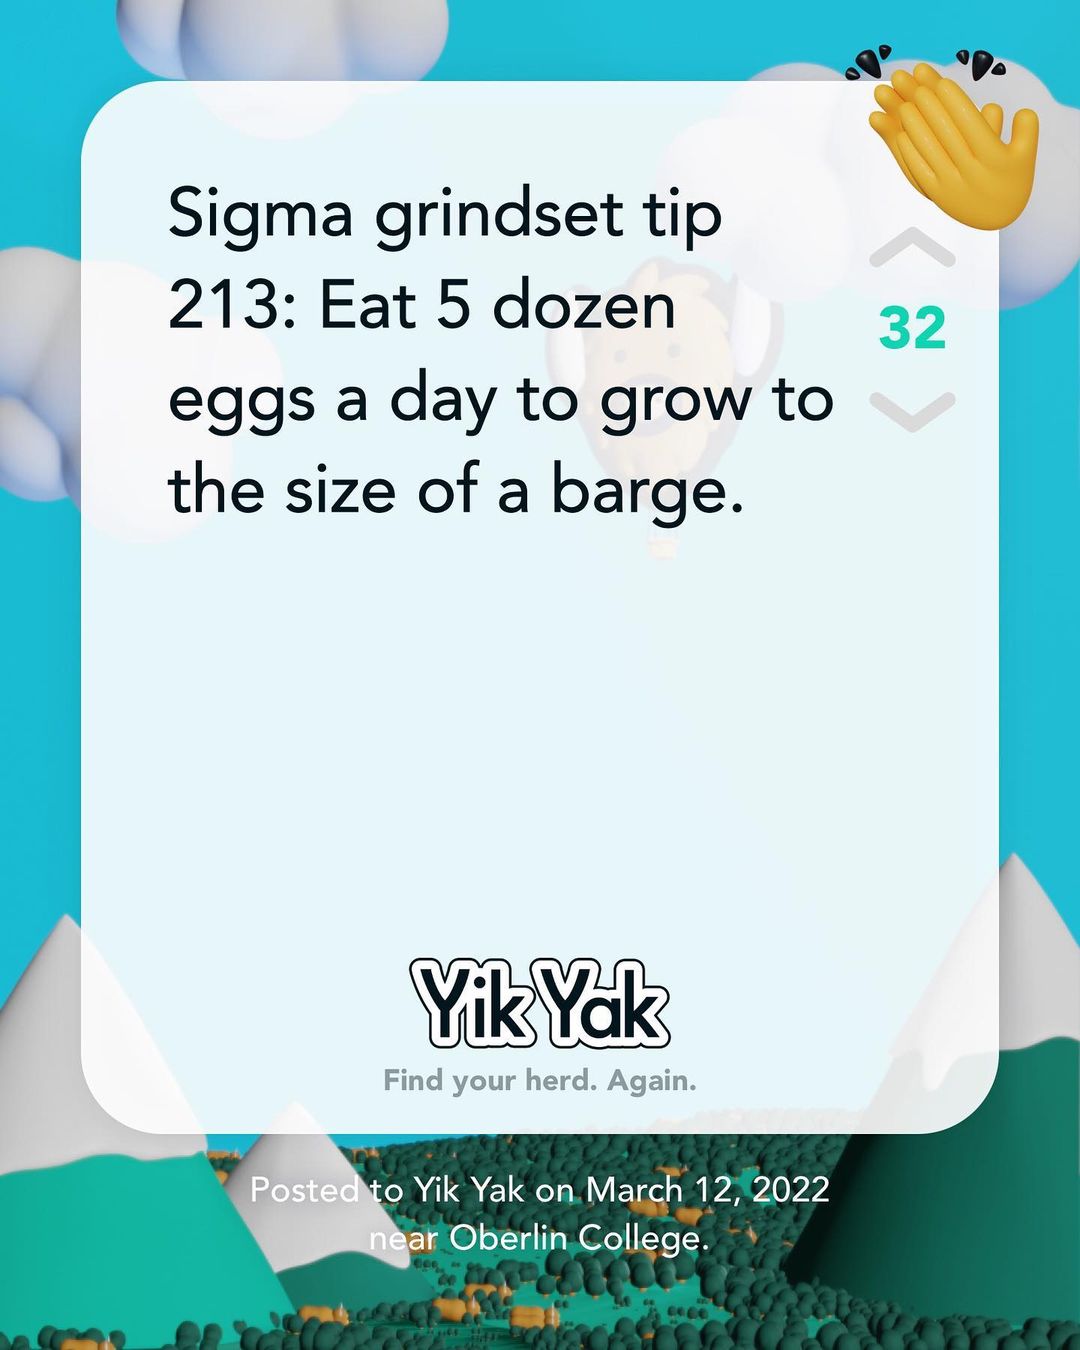 Sigma grindset tip
213: Eat 5 dozen
eggs a day to grow to
the size of a barge.
32
Yik Yak
Find your herd. Again.
Posted to Yik Yak on March 12, 2022
near Oberlin College.